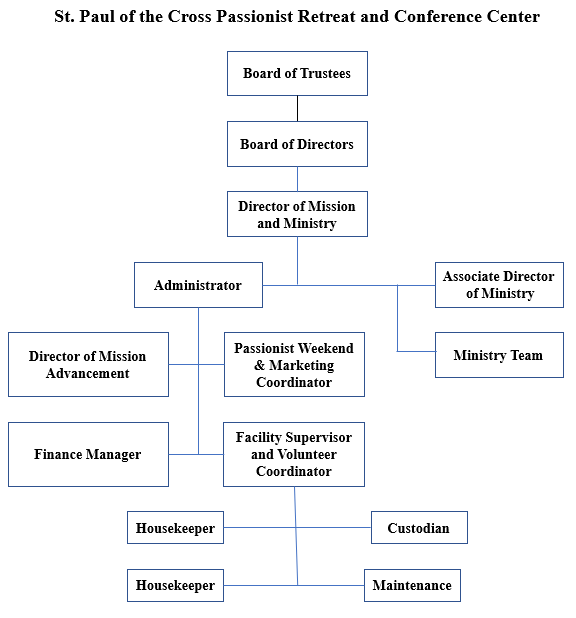 St. Paul of the Cross Passionist Retreat and Conference Center
Board of Trustees
Board of Directors
Director of Mission
and Ministry
Administrator
Associate Director
of Ministry
Ministry Team
Director of Mission
Advancement
Passionist Weekend
& Marketing
Coordinator
Finance Manager
Facility Supervisor
and Volunteer
Coordinator
Housekeeper
Custodian
Housekeeper
Maintenance